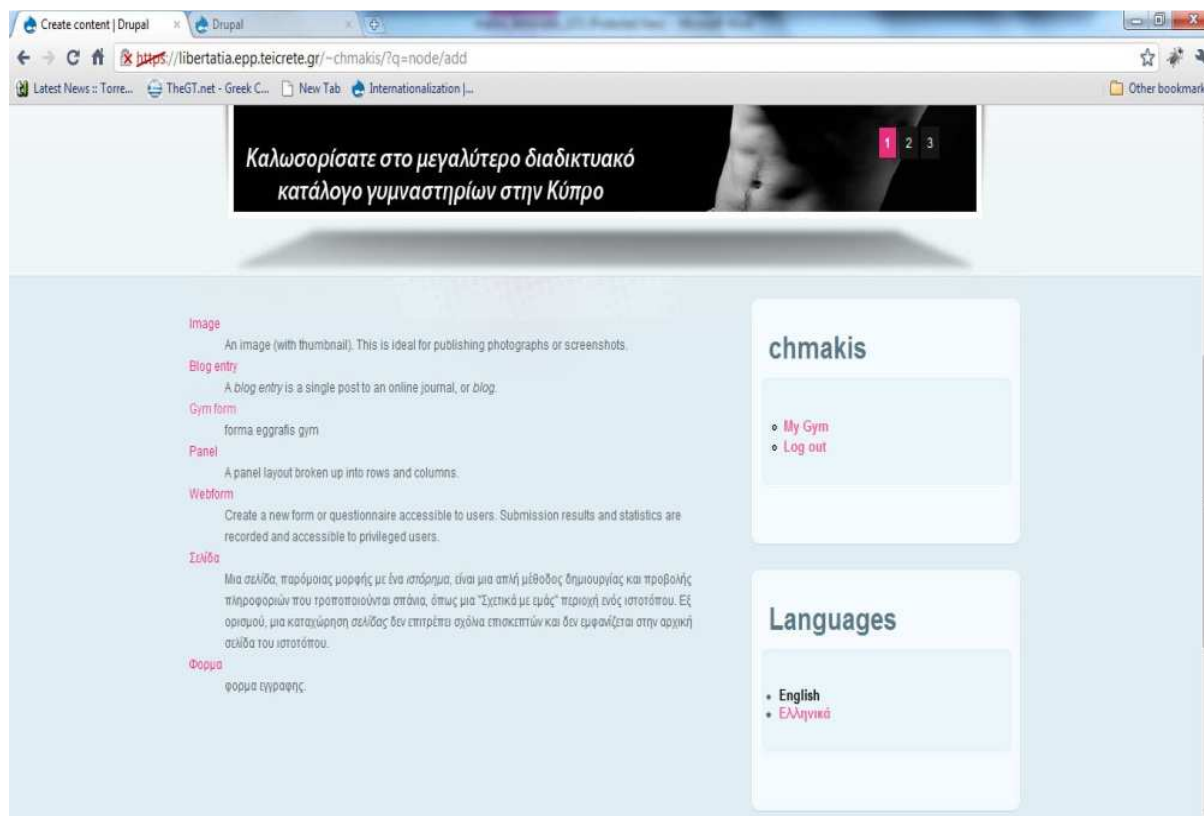 Create content | Drupal
Drupal
https://libertatia.epp.teicrete.gr/~chmakis/?q=node/add
Latest News :: Torre...
TheGT.net - Greek C...
New Tab
Internationalization |...
Other bookmark
Καλωσορίσατε στο μεγαλύτερο διαδικτυακό
κατάλογο γυμναστηρίων στην Κύπρο
1 2 3
Image
An image (with thumbnail). This is ideal for publishing photographs or screenshots.
Blog entry
A blog entry is a single post to an online journal, or blog.
Gym form
forma eggrafis gym
Panel
A panel layout broken up into rows and columns.
Webform
Create a new form or questionnaire accessible to users. Submission results and statistics are
recorded and accessible to privileged users.
Σελίδα
Μια σελίδα, παρόμοιας μορφής με ένα ιστόρημα, είναι μια απλή μέθοδος δημιουργίας και προβολής
πληροφοριών που τροποποιούνται σπάνια, όπως μια "Σχετικά με εμάς" περιοχή ενός ιστοτόπου. Εξ
ορισμού, μια καταχώρηση σελίδας δεν επιτρέπει σχόλια επισκεπτών και δεν εμφανίζεται στην αρχική
σελίδα του ιστοτόπου.
Φορμα
φορμα εγγραφης.
chmakis
My Gym
Log out
Languages
English
Ελληνικά